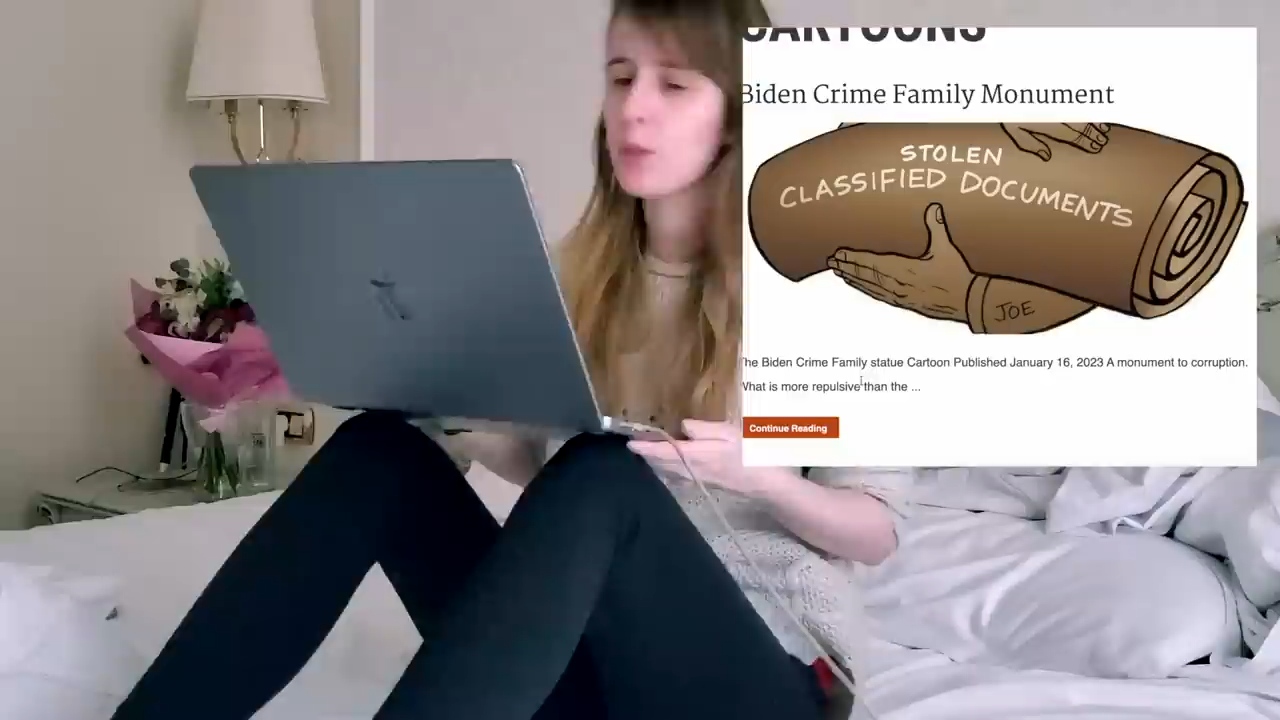 CARTOONS
Biden Crime Family Monument
STOLEN
CLASSIFIED DOCUMENTS
JOE
The Biden Crime Family statue Cartoon Published January 16, 2023 A monument to corruption.
What is more repulsive than the ...
Continue Reading